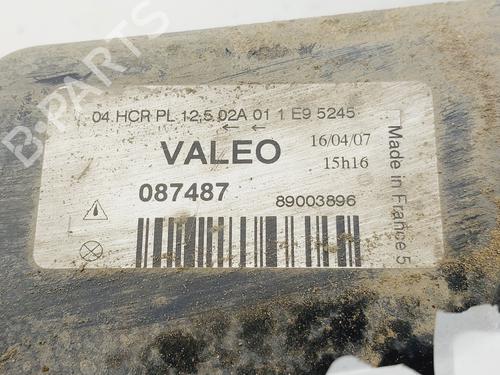 04 HCR PL 12,5 02A 01 1 E9 5245
← ←
VALEO
16/04/07
15h16
087487
89003896
Made in France 5
B-Parts